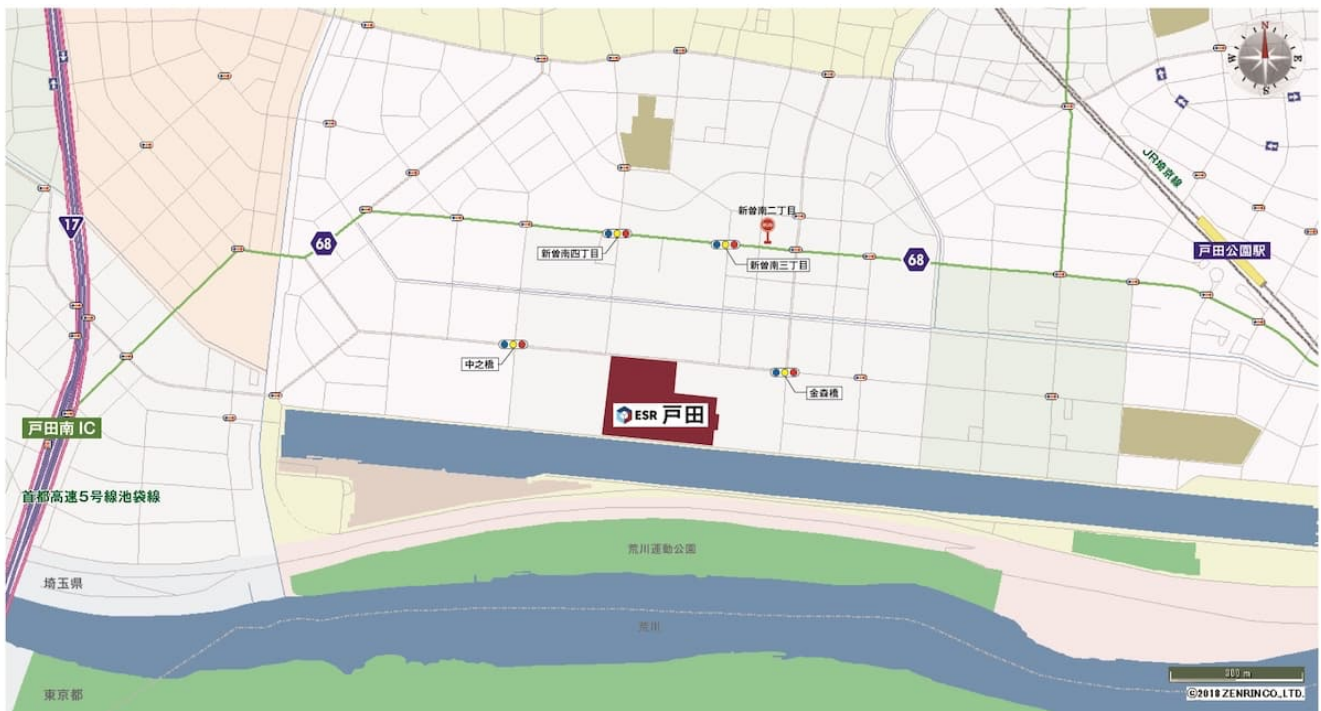 N
E
W
S
JR埼京線
17
新曽南二丁目
68
新曽南四丁目
新曽南三丁目
68
戸田公園駅
中之橋
金森橋
ESR 戸田
戸田南 IC
首都高速5号線池袋線
荒川運動公園
埼玉県
荒川
東京都
300 m
©2018 ZENRIN CO., LTD.